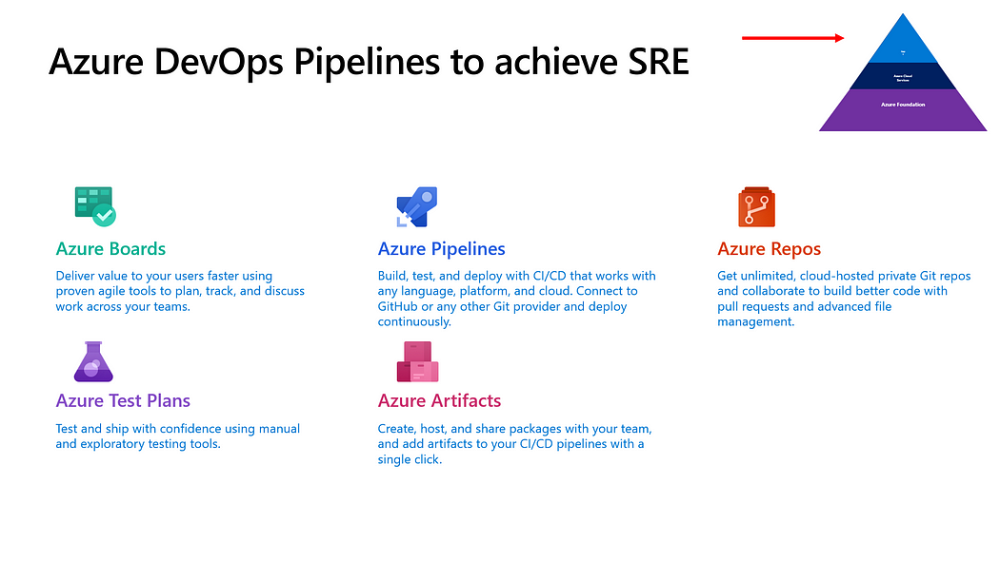 Azure DevOps Pipelines to achieve SRE
Azure Cloud
Services
Azure Foundation
Azure Boards
Deliver value to your users faster using
proven agile tools to plan, track, and discuss
work across your teams.
Azure Pipelines
Build, test, and deploy with CI/CD that works with
any language, platform, and cloud. Connect to
GitHub or any other Git provider and deploy
continuously.
Azure Repos
Get unlimited, cloud-hosted private Git repos
and collaborate to build better code with
pull requests and advanced file
management.
Azure Test Plans
Test and ship with confidence using manual
and exploratory testing tools.
Azure Artifacts
Create, host, and share packages with your team,
and add artifacts to your CI/CD pipelines with a
single click.